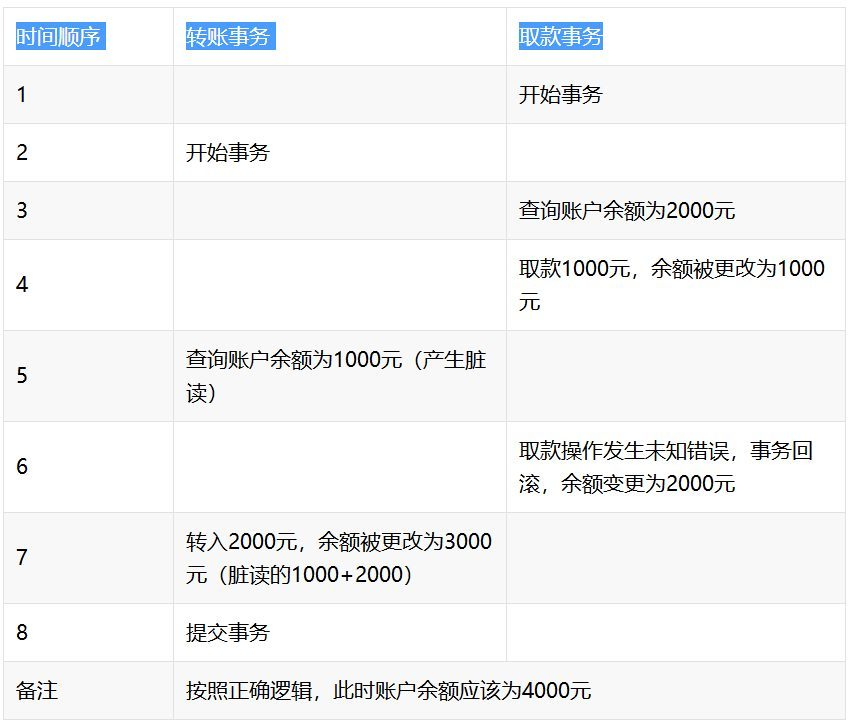 时间顺序 转账事务 取款事务
1 开始事务
2 开始事务
3 查询账户余额为2000元
4 取款1000元，余额被更改为1000
元
5 查询账户余额为1000元（产生脏
读）
6 取款操作发生未知错误，事务回
滚，余额变更为2000元
7 转入2000元，余额被更改为3000
元（脏读的1000+2000）
8 提交事务
备注 按照正确逻辑，此时账户余额应该为4000元